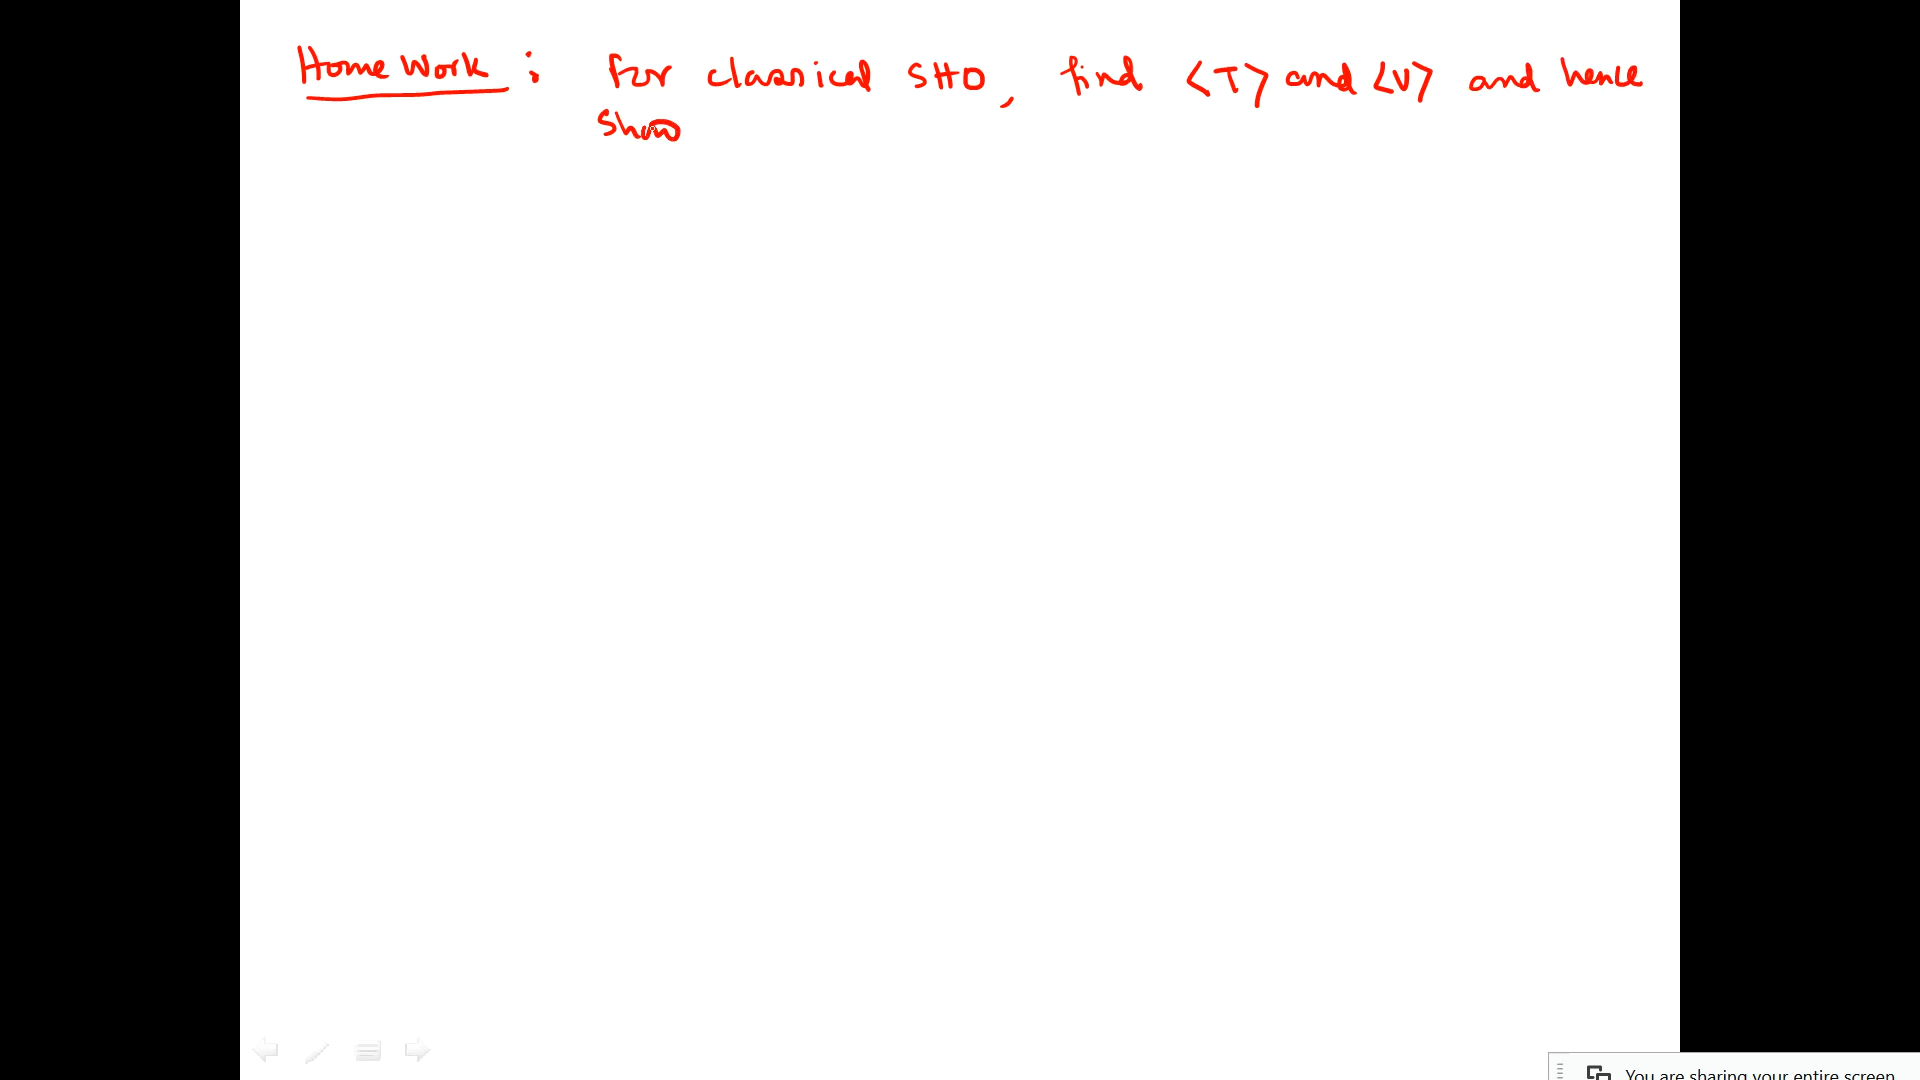 Home Work : For classical SHO, find <T> and <V> and hence
show
You are sharing your entire screen